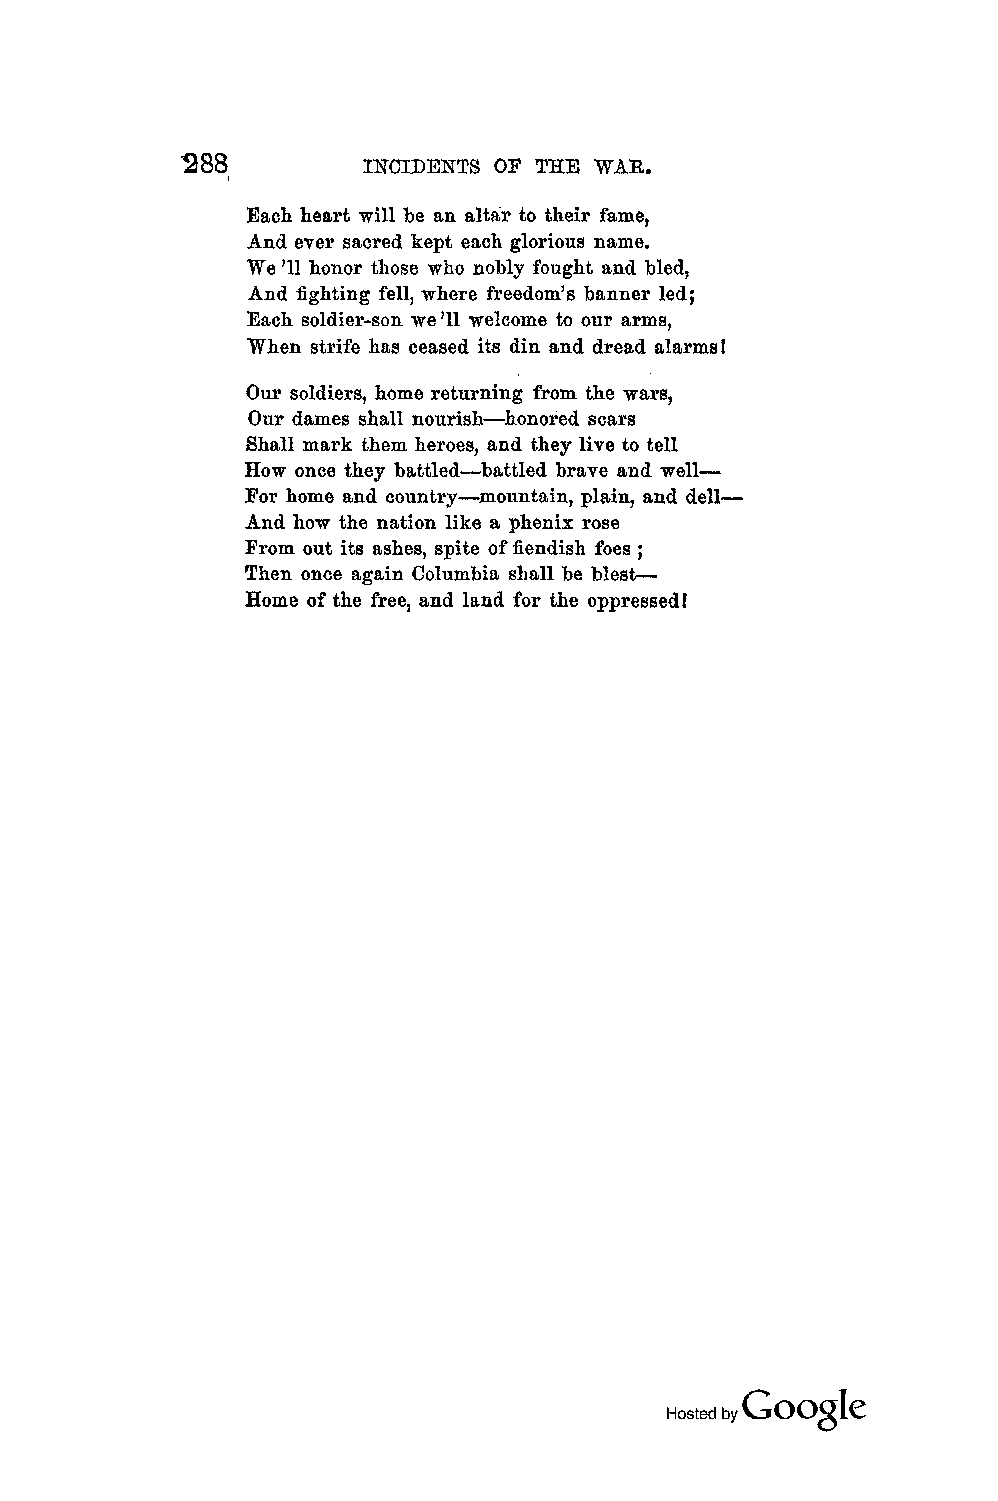 288 INCIDENTS OF THE WAR.
Each heart will be an altar to their fame,
And ever sacred kept each glorious name.
We'll honor those who nobly fought and bled,
And fighting fell, where freedom's banner led;
Each soldier-son we'll welcome to our arms,
When strife has ceased its din and dread alarms!
Our soldiers, home returning from the wars,
Our dames shall nourish—honored scars
Shall mark them heroes, and they live to tell
How once they battled—battled brave and well—
For home and country—mountain, plain, and dell—
And how the nation like a phenix rose
From out its ashes, spite of fiendish foes;
Then once again Columbia shall be blest—
Home of the free, and land for the oppressed!
Hosted by Google